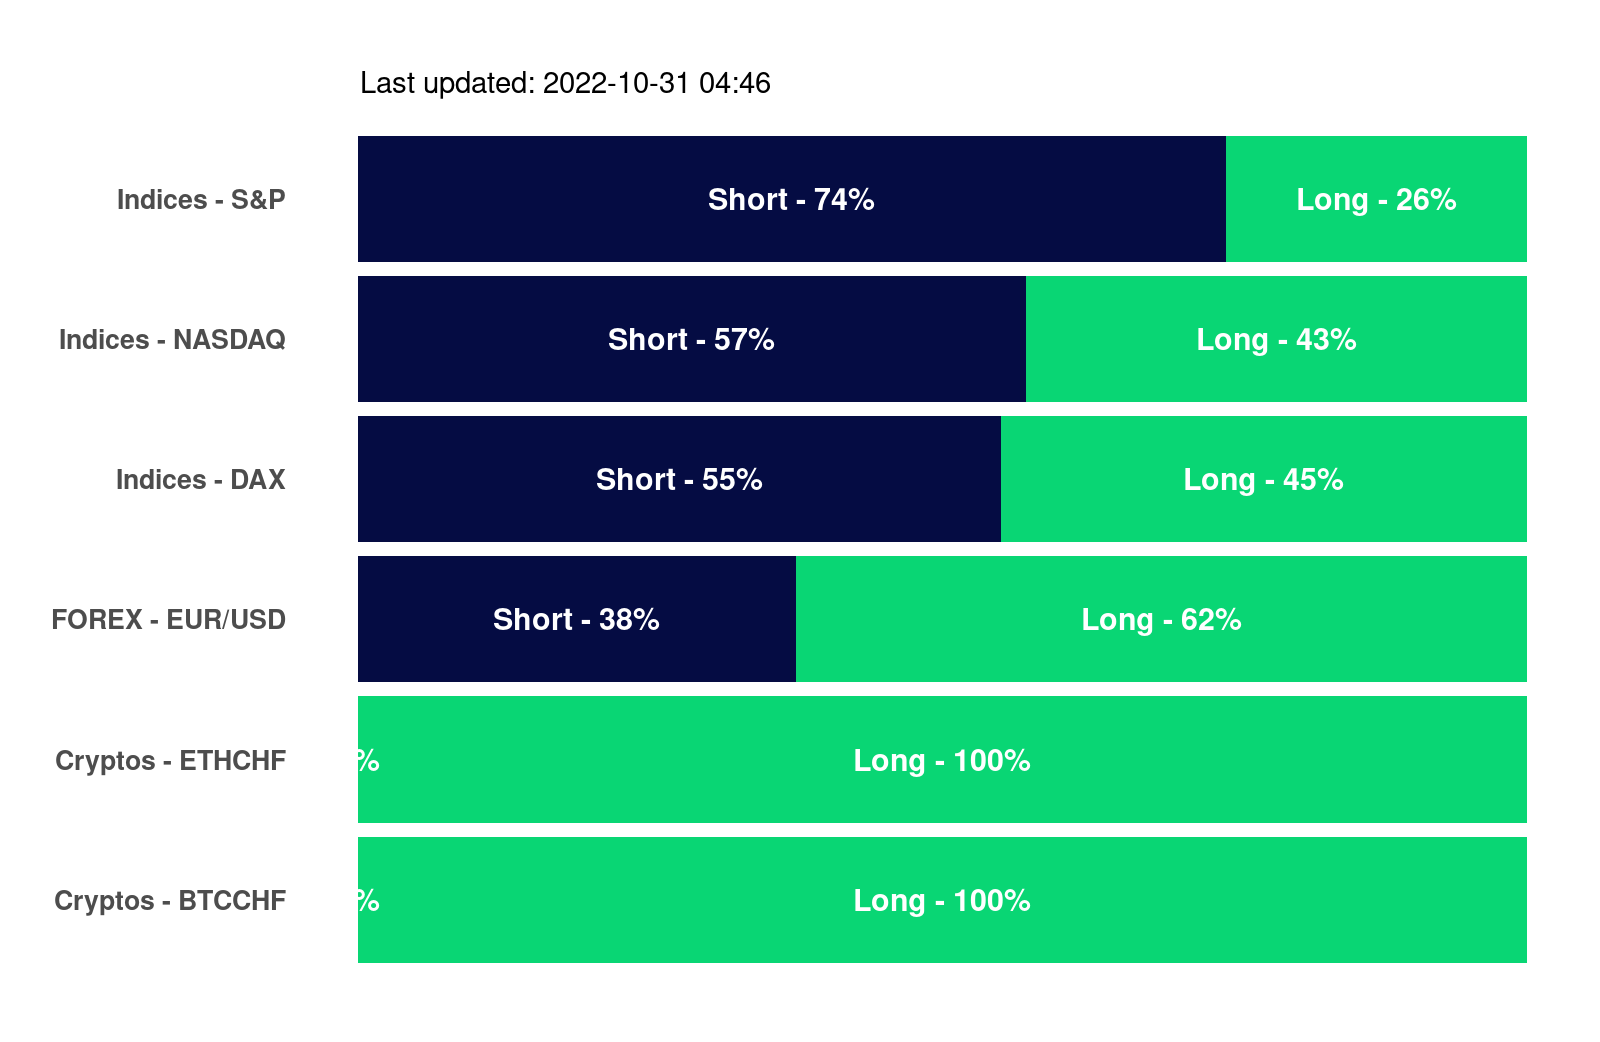 Last updated: 2022-10-31 04:46
Indices - S&P Short - 74% Long - 26%
Indices - NASDAQ Short - 57% Long - 43%
Indices - DAX Short - 55% Long - 45%
FOREX - EUR/USD Short - 38% Long - 62%
Cryptos - ETHCHF % Long - 100%
Cryptos - BTCCHF % Long - 100%